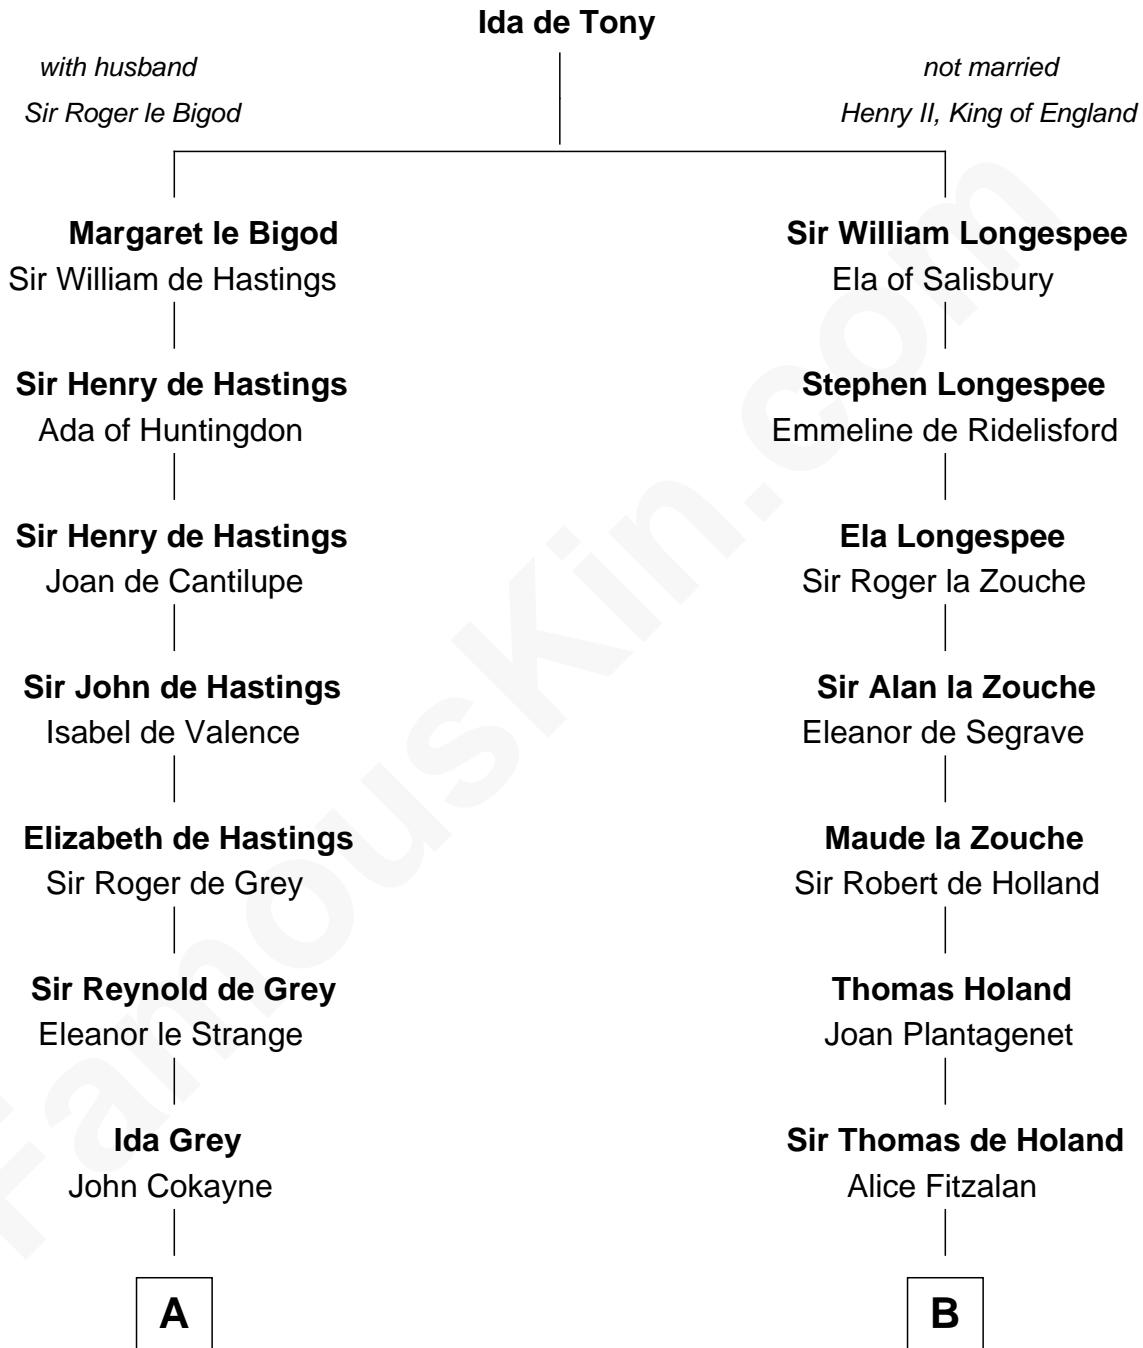 Ida de Tony
with husband
Sir Roger le Bigod
not married
Henry II, King of England
Margaret le Bigod
Sir William de Hastings
Sir William Longespee
Ela of Salisbury
Sir Henry de Hastings
Ada of Huntingdon
Stephen Longespee
Emmeline de Ridelisford
Sir Henry de Hastings
Joan de Cantilupe
Ela Longespee
Sir Roger la Zouche
Sir John de Hastings
Isabel de Valence
Sir Alan la Zouche
Eleanor de Segrave
Elizabeth de Hastings
Sir Roger de Grey
Maude la Zouche
Sir Robert de Holland
Sir Reynold de Grey
Eleanor le Strange
Thomas Holand
Joan Plantagenet
Ida Grey
John Cokayne
Sir Thomas de Holand
Alice Fitzalan
A
B
FamousKin.com